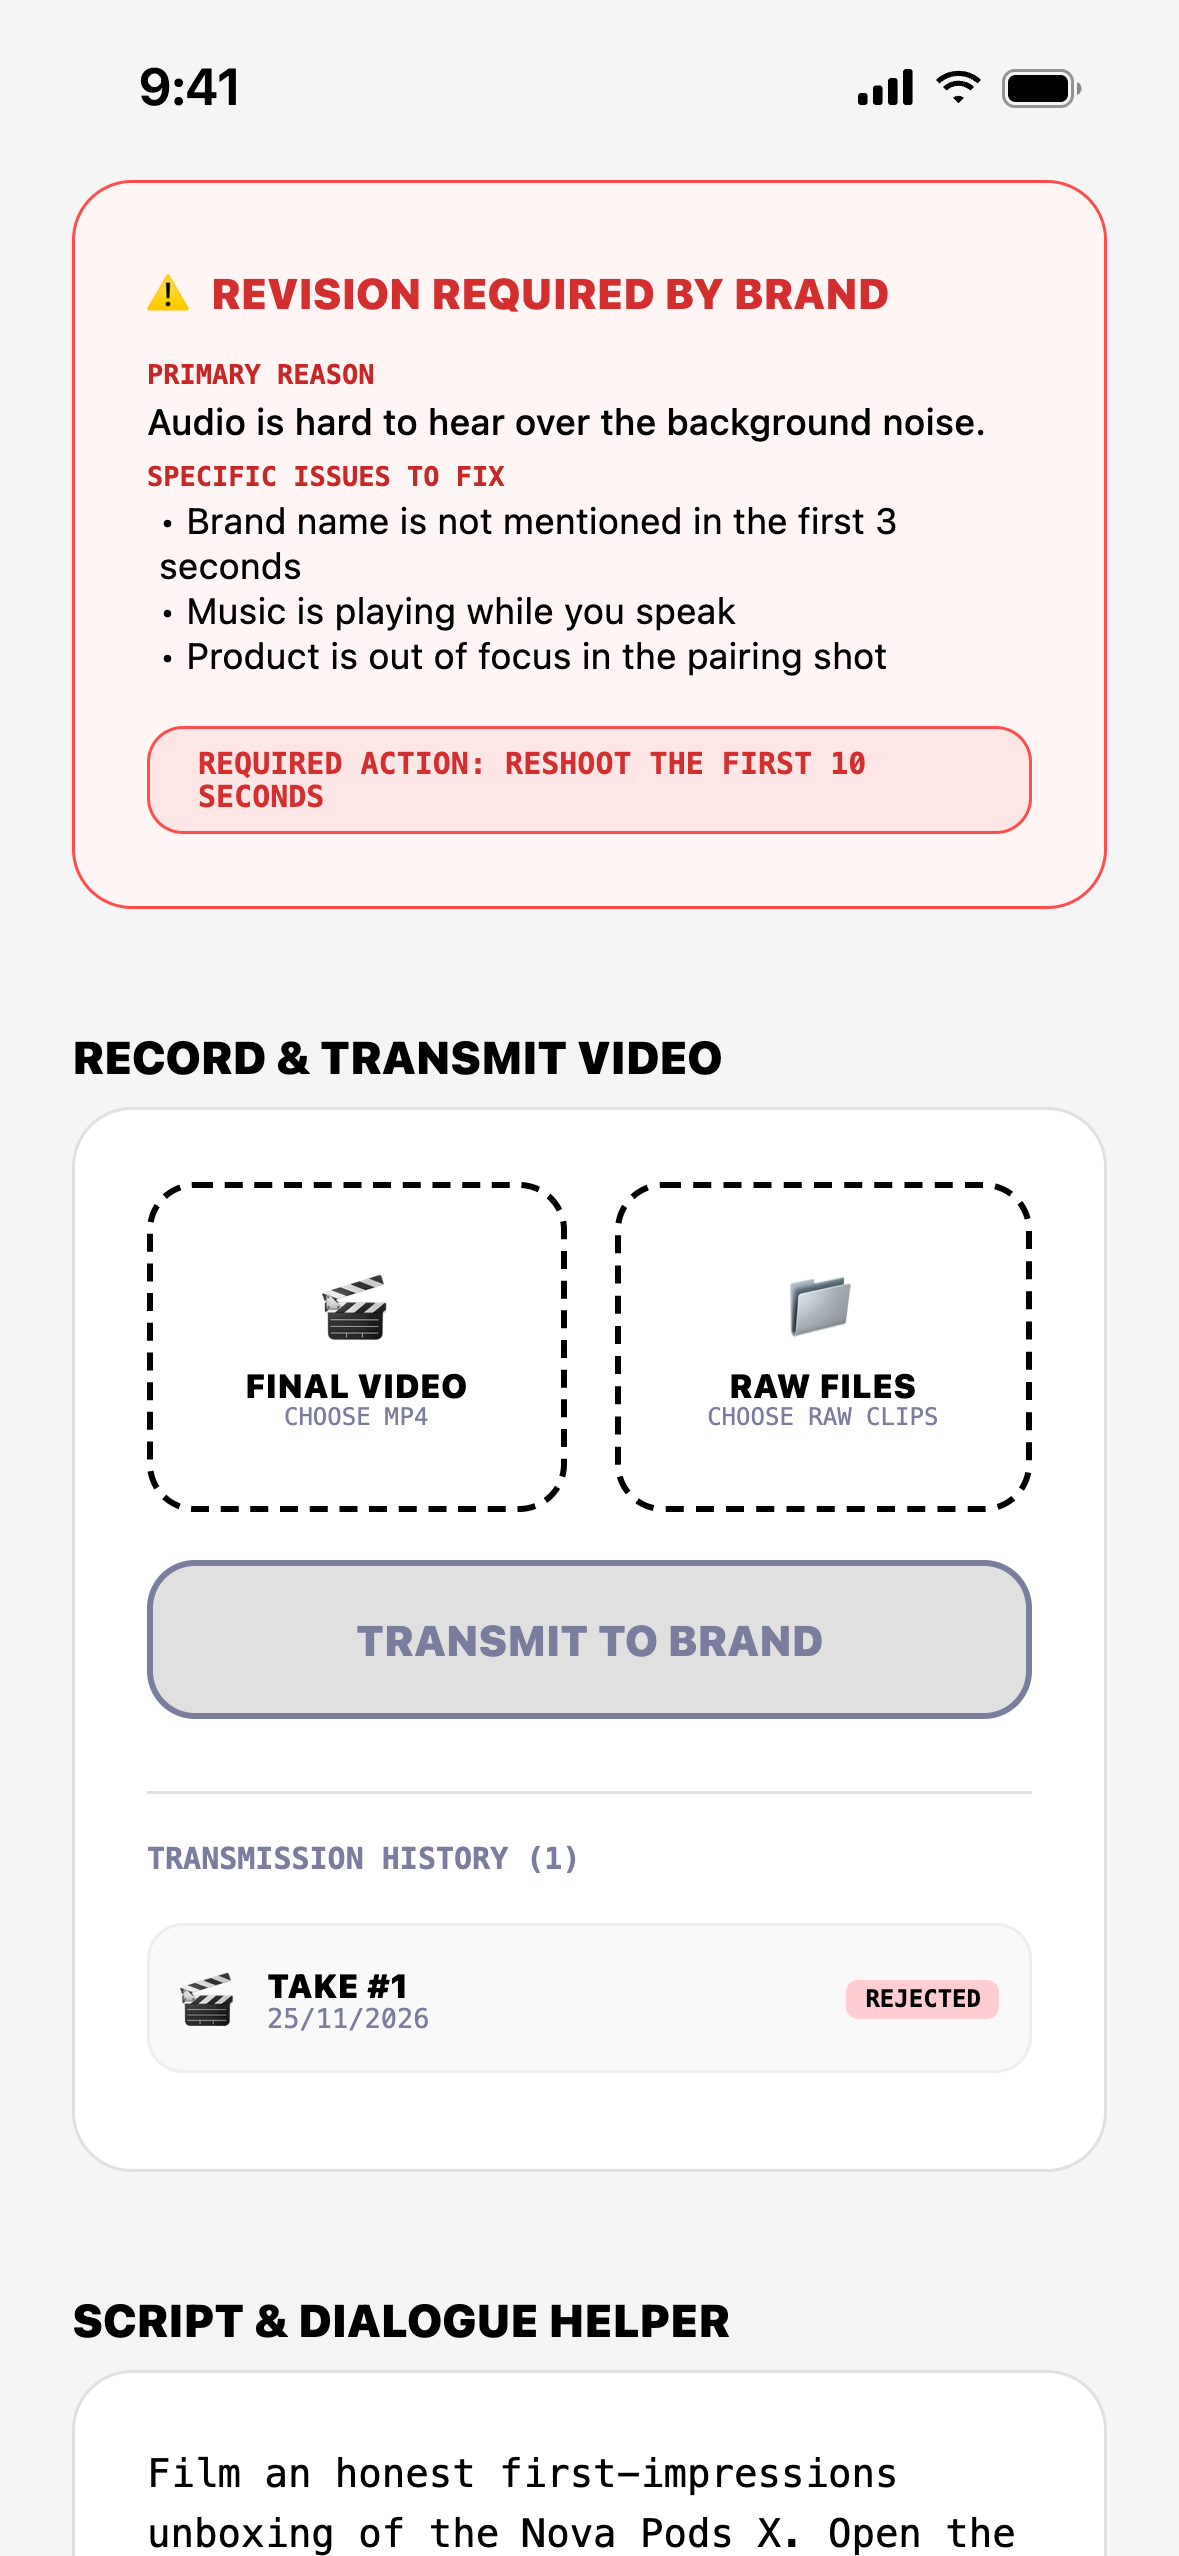 9:41
⚠️ REVISION REQUIRED BY BRAND
PRIMARY REASON
Audio is hard to hear over the background noise.
SPECIFIC ISSUES TO FIX
• Brand name is not mentioned in the first 3
seconds
• Music is playing while you speak
• Product is out of focus in the pairing shot
REQUIRED ACTION: RESHOOT THE FIRST 10
SECONDS
RECORD & TRANSMIT VIDEO
FINAL VIDEO
CHOOSE MP4
RAW FILES
CHOOSE RAW CLIPS
TRANSMIT TO BRAND
TRANSMISSION HISTORY (1)
TAKE #1
25/11/2026
REJECTED
SCRIPT & DIALOGUE HELPER
Film an honest first-impressions
unboxing of the Nova Pods X. Open the